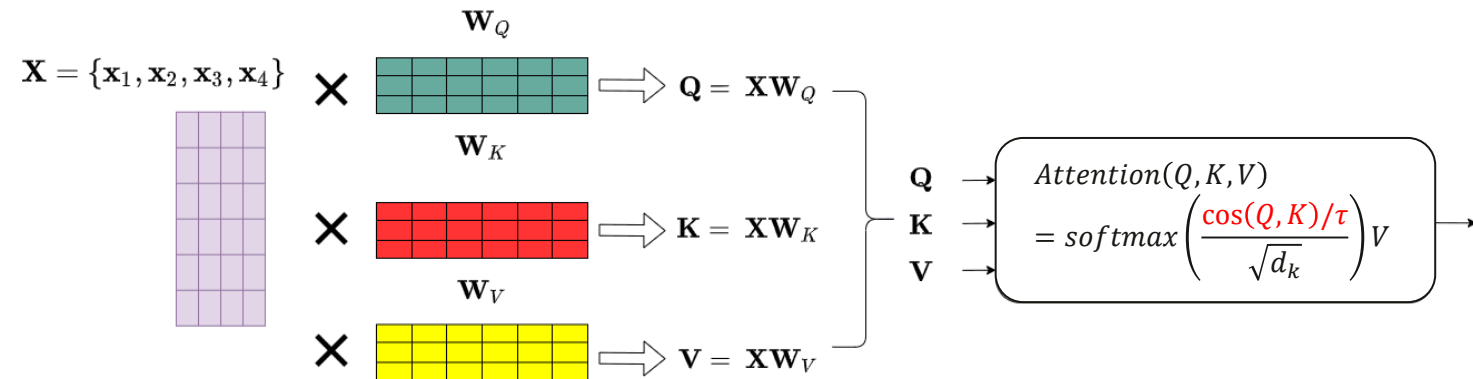 W_Q
X = {x_1, x_2, x_3, x_4}
Q = XW_Q
W_K
K = XW_K
W_V
V = XW_V
Q
K
V
Attention(Q, K, V)
= softmax(cos(Q, K)/τ / √d_k) V